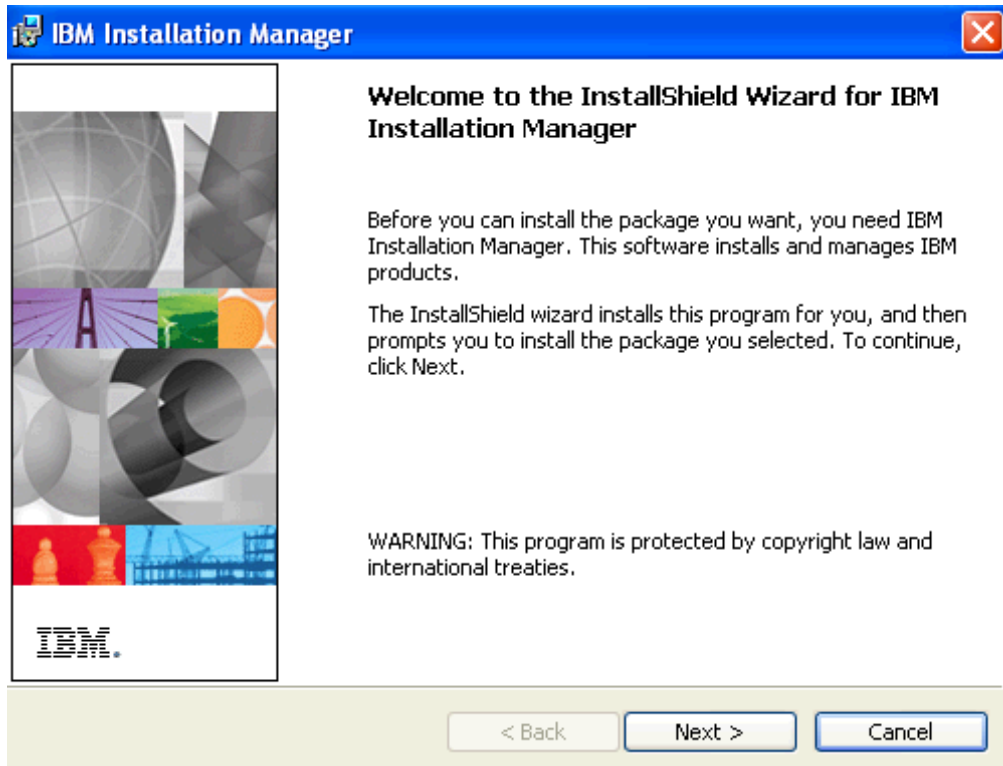 IBM Installation Manager
Welcome to the InstallShield Wizard for IBM
Installation Manager
Before you can install the package you want, you need IBM
Installation Manager. This software installs and manages IBM
products.
The InstallShield wizard installs this program for you, and then
prompts you to install the package you selected. To continue,
click Next.
WARNING: This program is protected by copyright law and
international treaties.
IBM.
< Back
Next >
Cancel